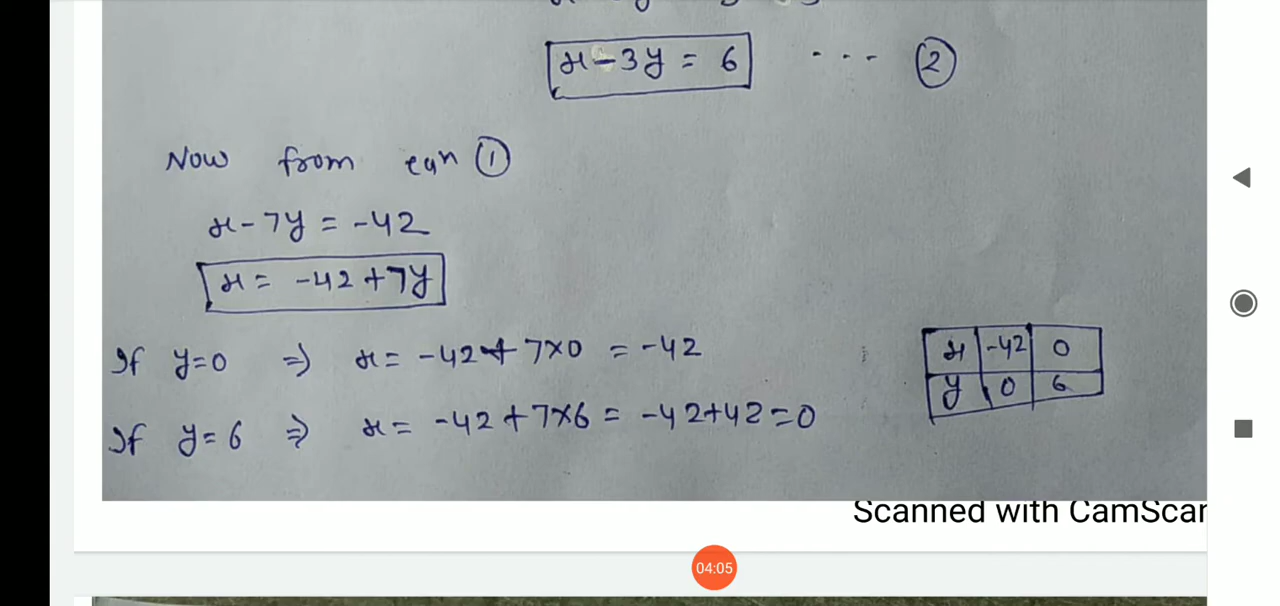 x-3y = 6 --- ②
Now from eqn ①
x-7y = -42
x = -42+7y
If y=0 ⇒ x = -42+7×0 = -42
x -42 0
y 0 6
If y=6 ⇒ x = -42+7×6 = -42+42=0
Scanned with CamScan
04:05